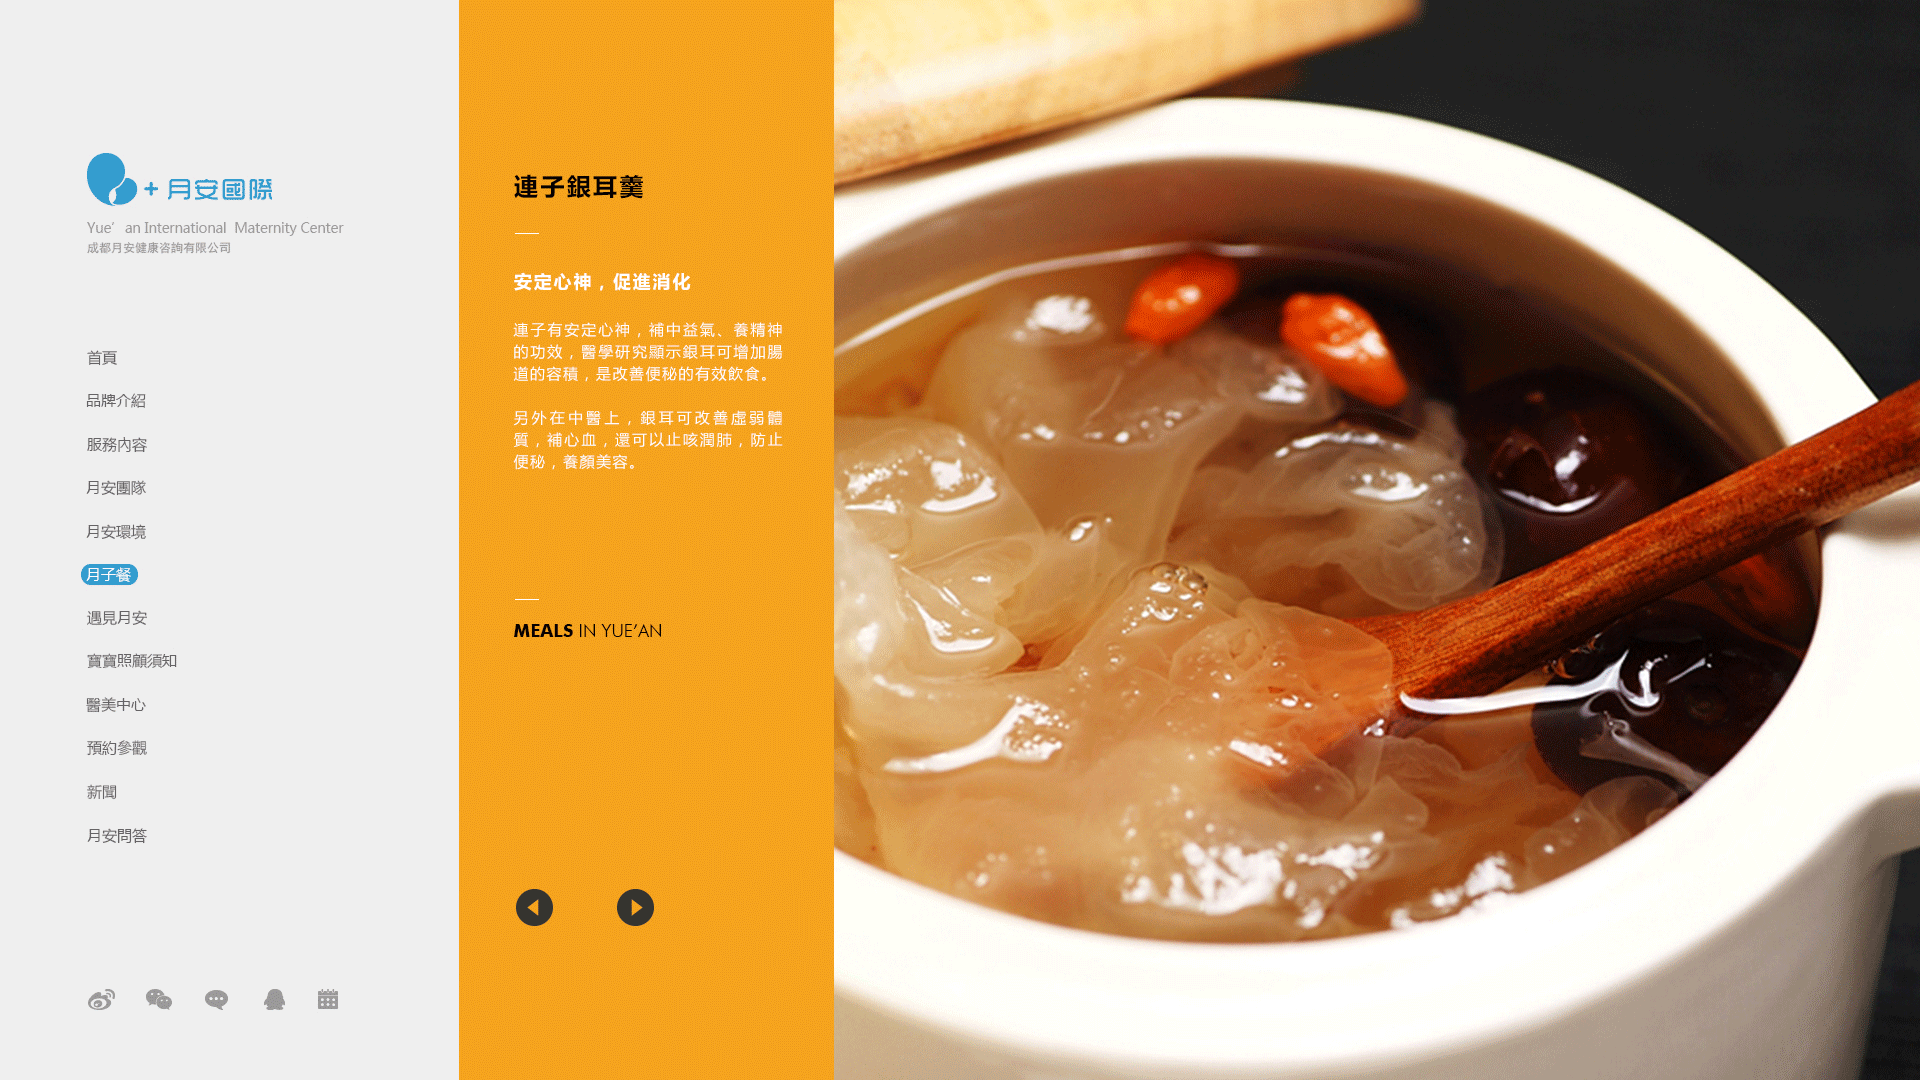 月安國際
Yue’an International Maternity Center
成都月安健康咨詢有限公司
首頁
品牌介紹
服務內容
月安團隊
月安環境
月子餐
遇見月安
寶寶照顧須知
醫美中心
預約參觀
新聞
月安問答
連子銀耳羹
安定心神，促進消化
連子有安定心神，補中益氣、養精神
的功效，醫學研究顯示銀耳可增加腸
道的容積，是改善便秘的有效飲食。
另外在中醫上，銀耳可改善虛弱體
質，補心血，還可以止咳潤肺，防止
便秘，養顏美容。
MEALS IN YUE’AN